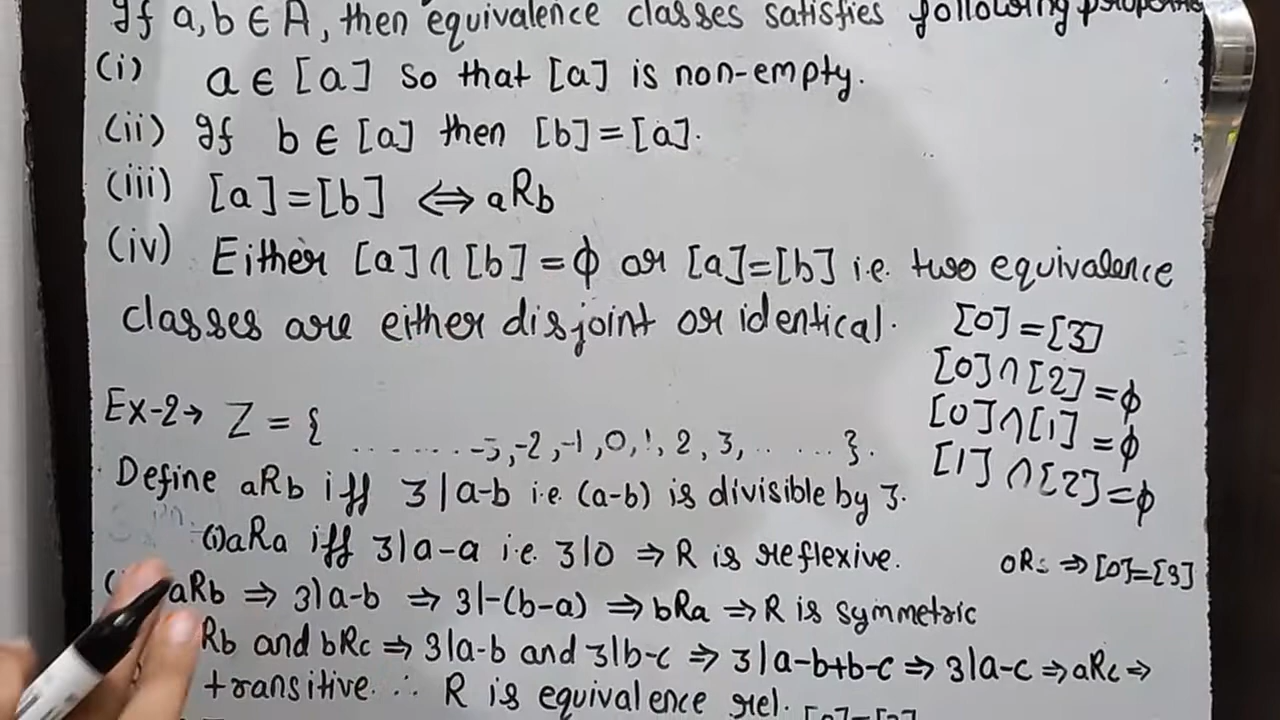 If a, b ∈ A, then equivalence classes satisfies following
(i) a ∈ [a] so that [a] is non-empty.
(ii) If b ∈ [a] then [b] = [a].
(iii) [a] = [b] ⇔ aRb
(iv) Either [a] ∩ [b] = ϕ or [a] = [b] i.e. two equivalence
classes are either disjoint or identical.
[0] = [3]
[0] ∩ [2] = ϕ
[0] ∩ [1] = ϕ
[1] ∩ [2] = ϕ
Ex-2→ Z = {
........ -3, -2, -1, 0, 1, 2, 3, ........ }.
Define aRb iff 3 | a-b i.e. (a-b) is divisible by 3.
(i) aRa iff 3 | a-a i.e. 3|0 ⇒ R is reflexive.
⇒ [0] = [3]
aRb ⇒ 3 | a-b ⇒ 3 | -(b-a) ⇒ bRa ⇒ R is symmetric
Rb and bRc ⇒ 3 | a-b and 3 | b-c ⇒ 3 | a-b+b-c ⇒ 3 | a-c ⇒ aRc ⇒
transitive. ∴ R is equivalence rel.